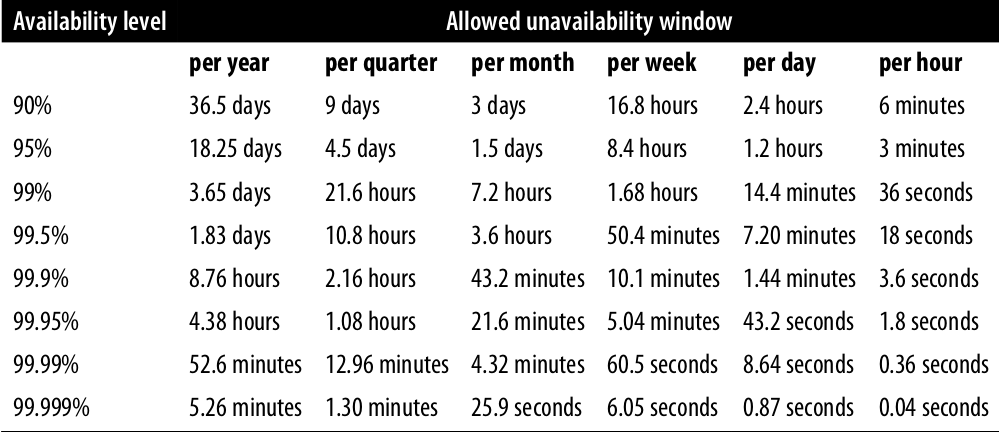 Availability level Allowed unavailability window
per year per quarter per month per week per day per hour
90% 36.5 days 9 days 3 days 16.8 hours 2.4 hours 6 minutes
95% 18.25 days 4.5 days 1.5 days 8.4 hours 1.2 hours 3 minutes
99% 3.65 days 21.6 hours 7.2 hours 1.68 hours 14.4 minutes 36 seconds
99.5% 1.83 days 10.8 hours 3.6 hours 50.4 minutes 7.20 minutes 18 seconds
99.9% 8.76 hours 2.16 hours 43.2 minutes 10.1 minutes 1.44 minutes 3.6 seconds
99.95% 4.38 hours 1.08 hours 21.6 minutes 5.04 minutes 43.2 seconds 1.8 seconds
99.99% 52.6 minutes 12.96 minutes 4.32 minutes 60.5 seconds 8.64 seconds 0.36 seconds
99.999% 5.26 minutes 1.30 minutes 25.9 seconds 6.05 seconds 0.87 seconds 0.04 seconds